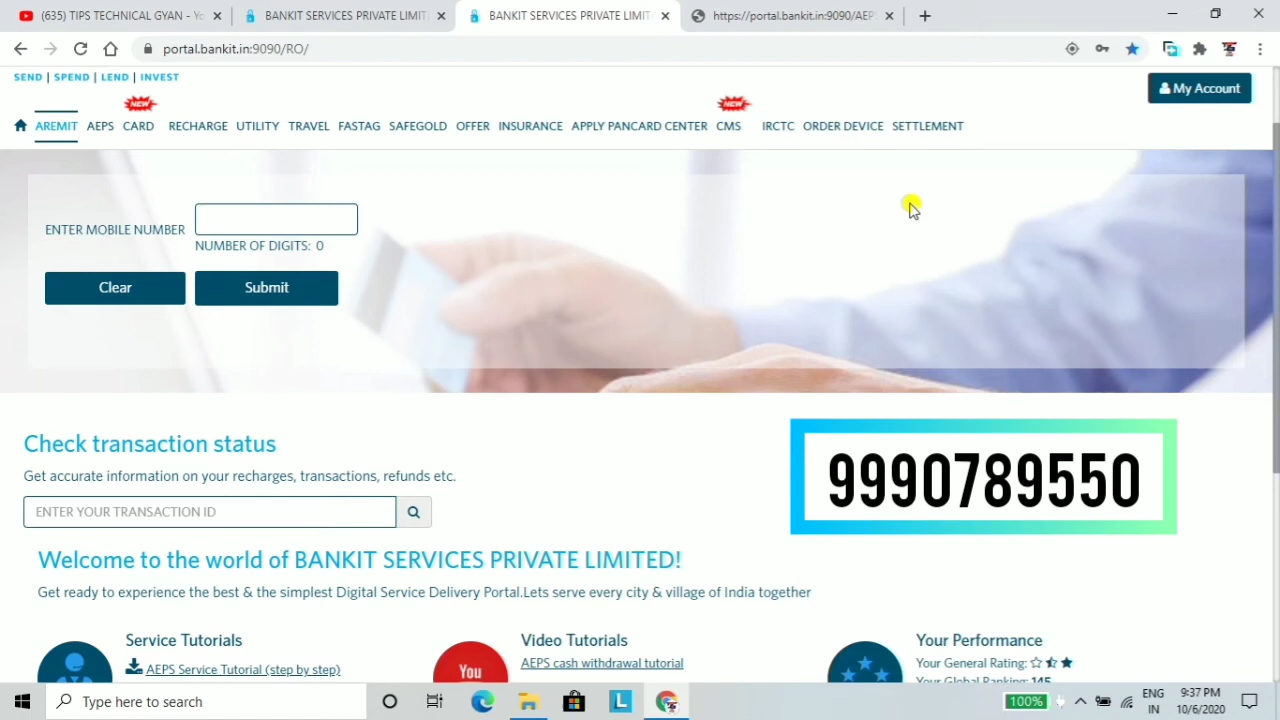 (635) TIPS TECHNICAL GYAN - Yo
BANKIT SERVICES PRIVATE LIMIT
BANKIT SERVICES PRIVATE LIMIT
https://portal.bankit.in:9090/AEPS
portal.bankit.in:9090/RO/
SEND | SPEND | LEND | INVEST
My Account
NEW
NEW
AREMIT AEPS CARD RECHARGE UTILITY TRAVEL FASTAG SAFEGOLD OFFER INSURANCE APPLY PANCARD CENTER CMS IRCTC ORDER DEVICE SETTLEMENT
ENTER MOBILE NUMBER
NUMBER OF DIGITS: 0
Clear
Submit
Check transaction status
Get accurate information on your recharges, transactions, refunds etc.
ENTER YOUR TRANSACTION ID
9990789550
Welcome to the world of BANKIT SERVICES PRIVATE LIMITED!
Get ready to experience the best & the simplest Digital Service Delivery Portal.Lets serve every city & village of India together
Service Tutorials
AEPS Service Tutorial (step by step)
You
Video Tutorials
AEPS cash withdrawal tutorial
Your Performance
Your General Rating:
Your Global Ranking: 145
Type here to search
100%
ENG
IN
9:37 PM
10/6/2020